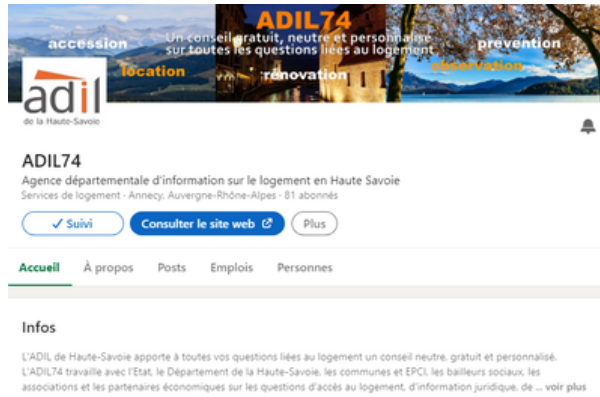 ADIL74
Un conseil gratuit, neutre et personnalisé
sur toutes les questions liées au logement
accession
prévention
location
observation
rénovation
adil
de la Haute-Savoie
ADIL74
Agence départementale d'information sur le logement en Haute Savoie
Services de logement · Annecy, Auvergne-Rhône-Alpes · 81 abonnés
Suivi
Consulter le site web
Plus
Accueil
À propos
Posts
Emplois
Personnes
Infos
L'ADIL de Haute-Savoie apporte à toutes vos questions liées au logement un conseil neutre, gratuit et personnalisé.
L'ADIL74 travaille avec l'Etat, le Département de la Haute-Savoie, les communes et EPCI, les bailleurs sociaux, les
associations et les partenaires économiques sur les questions d'accès au logement, d'information juridique, de ... voir plus